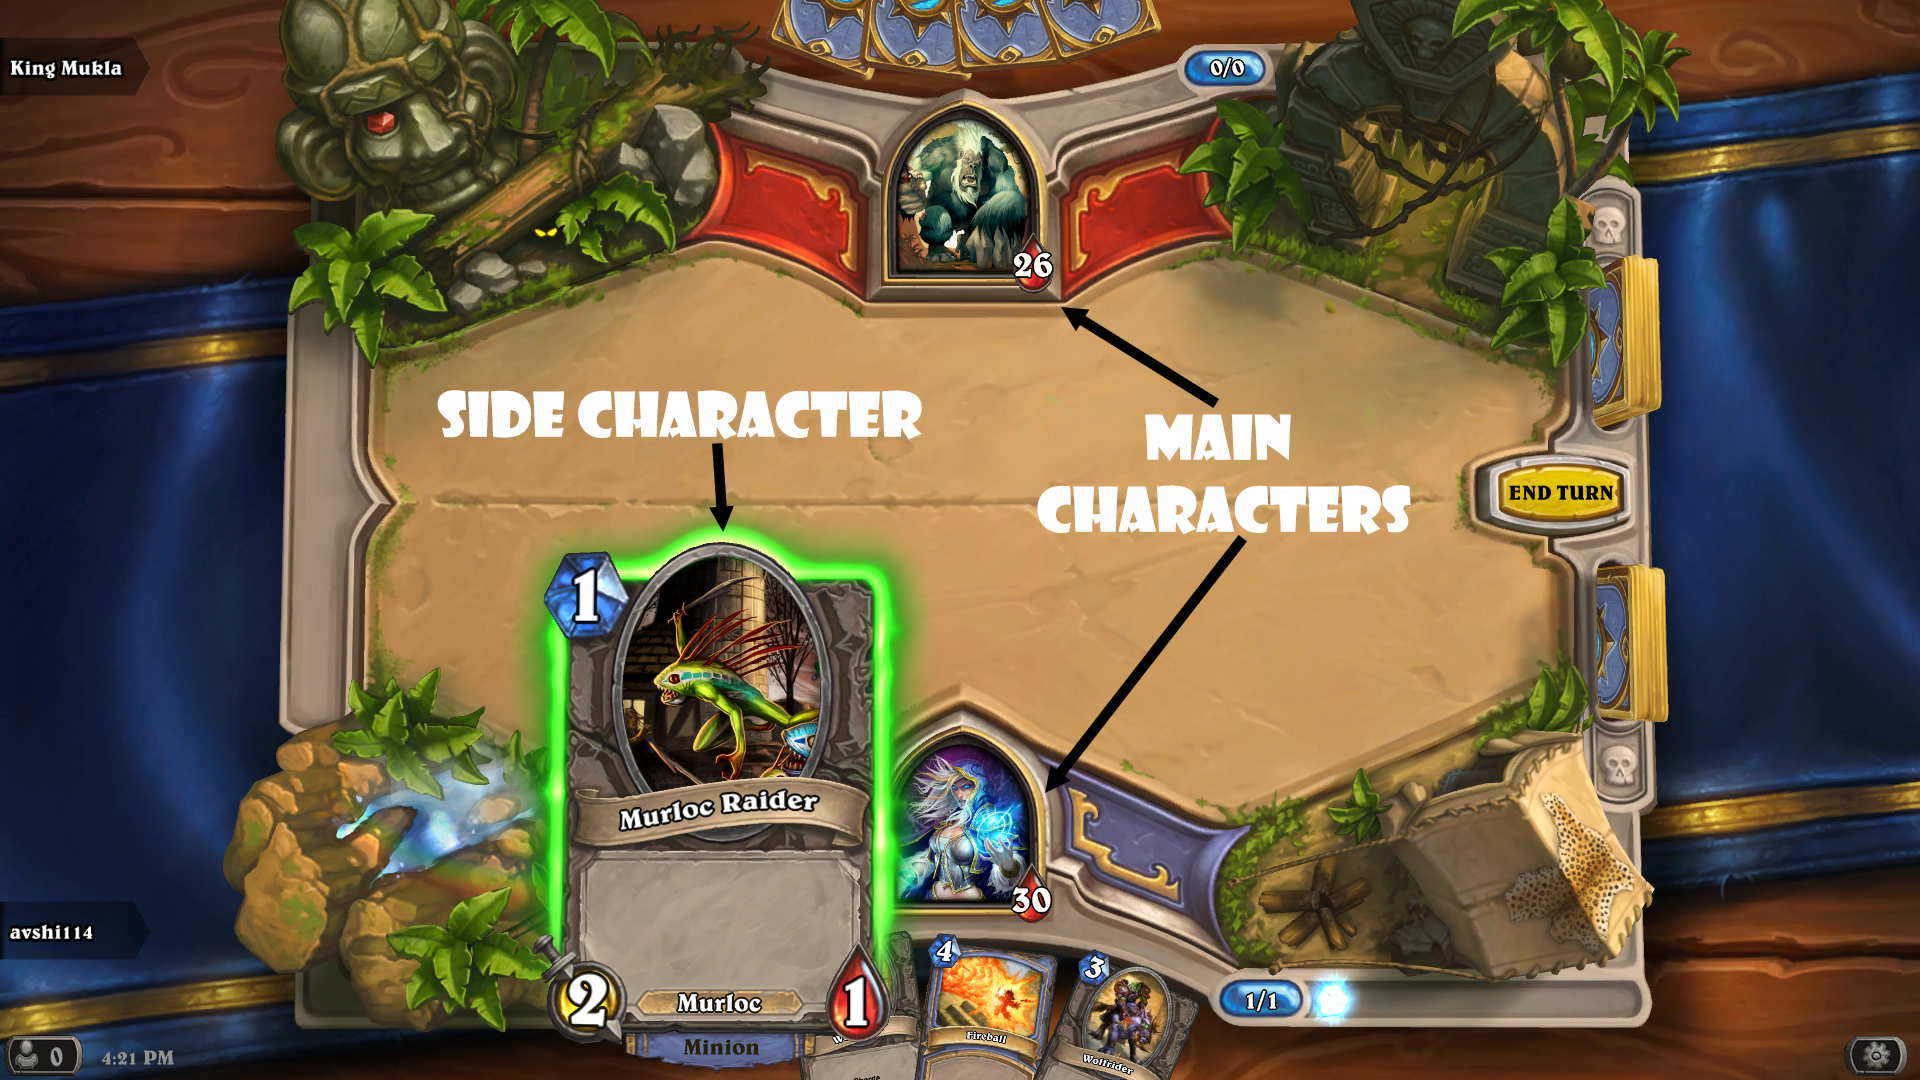 King Mukla
0/0
26
SIDE CHARACTER
MAIN
CHARACTERS
END TURN
1
Murloc Raider
30
avshi114
4
3
2
Murloc
1
1/1
Fireball
Wolfrider
Minion
Charge
0
4:21 PM